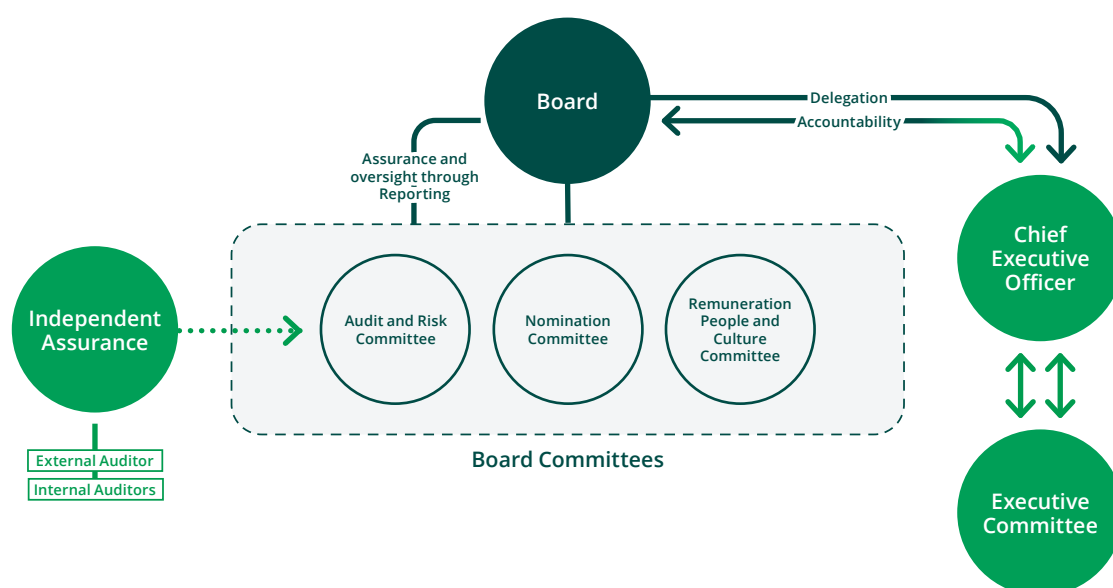 Board
Delegation
Accountability
Assurance and
oversight through
Reporting
Chief
Executive
Officer
Independent
Assurance
Audit and Risk
Committee
Nomination
Committee
Remuneration
People and
Culture
Committee
Board Committees
External Auditor
Internal Auditors
Executive
Committee